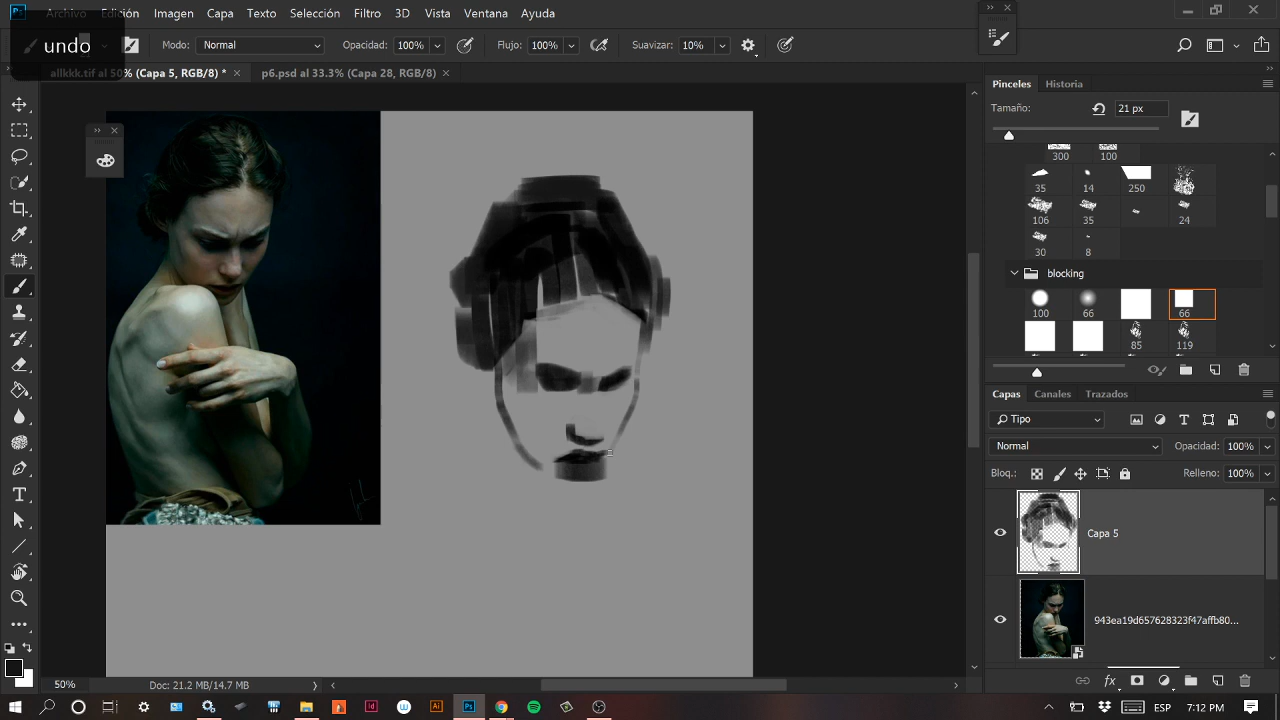 Archivo Edición Imagen Capa Texto Selección Filtro 3D Vista Ventana Ayuda
undo
Modo: Normal Opacidad: 100% Flujo: 100% Suavizar: 10%
allkkk.tif al 50% (Capa 5, RGB/8) * p6.psd al 33.3% (Capa 28, RGB/8)
Pinceles Historia
Tamaño: 21 px
300 100
35 14 250
106 35 24
30 8
blocking
100 66 66
85 119
Capas Canales Trazados
Tipo
Normal Opacidad: 100%
Bloq.: Relleno: 100%
Capa 5
943ea19d657628323f47affb80...
50% Doc: 21.2 MB/14.7 MB
ESP 7:12 PM